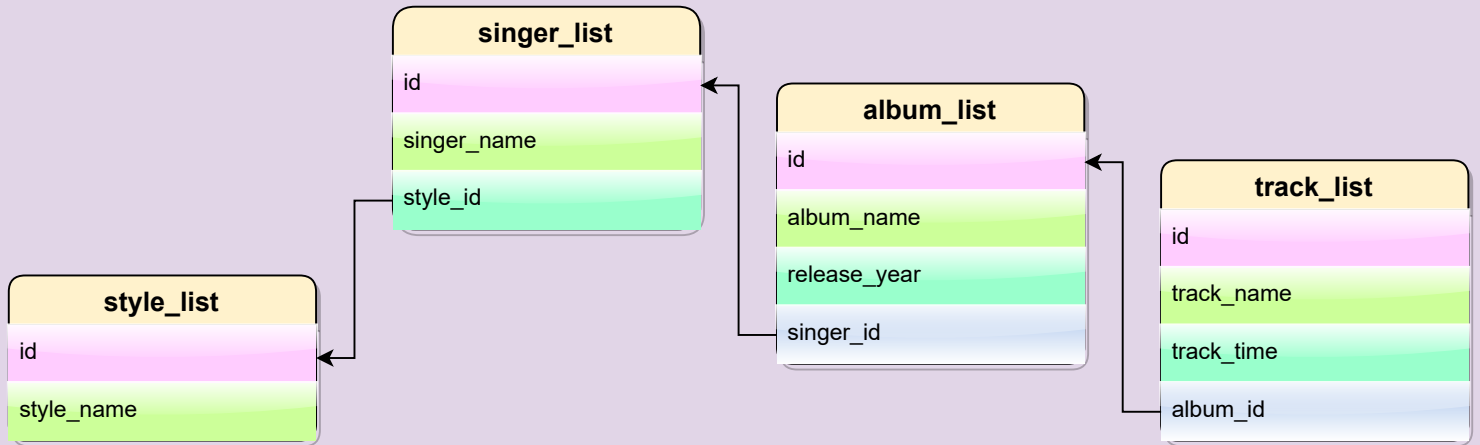 singer_list
id
singer_name
style_id
album_list
id
album_name
release_year
singer_id
track_list
id
track_name
track_time
album_id
style_list
id
style_name